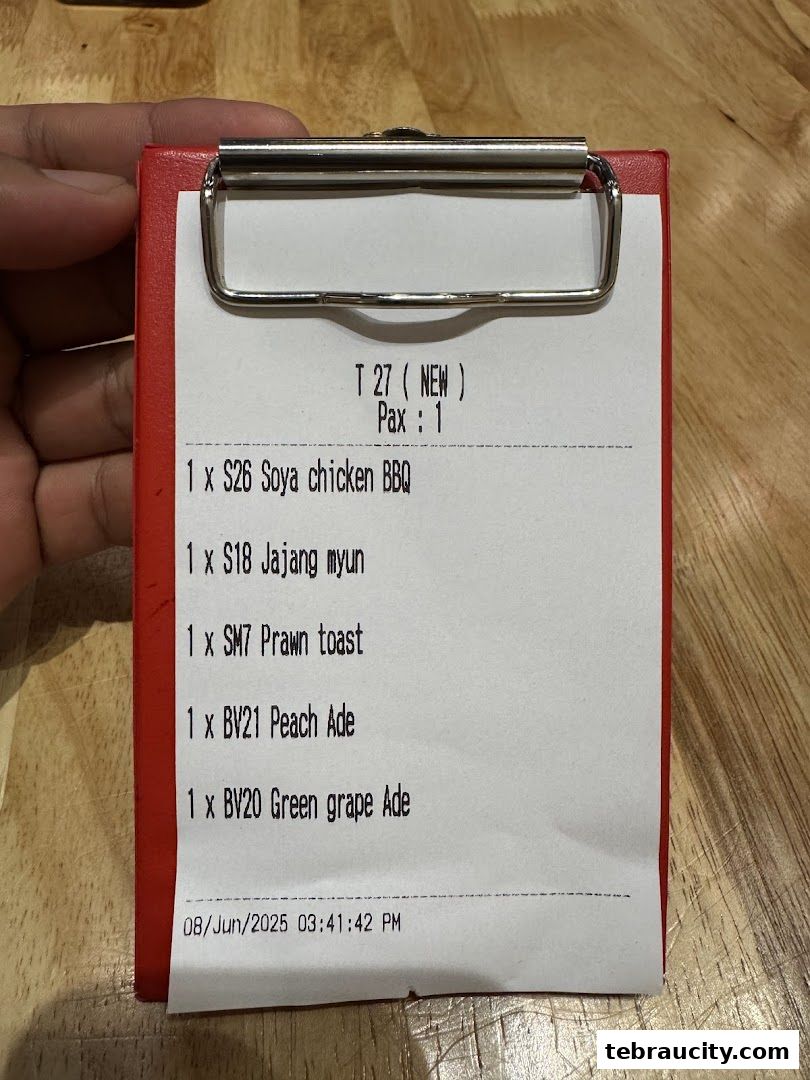 T 27 ( NEW )
Pax : 1
1 x S26 Soya chicken BBQ
1 x S18 Jajang myun
1 x SM7 Prawn toast
1 x BV21 Peach Ade
1 x BV20 Green grape Ade
08/Jun/2025 03:41:42 PM
tebraucity.com